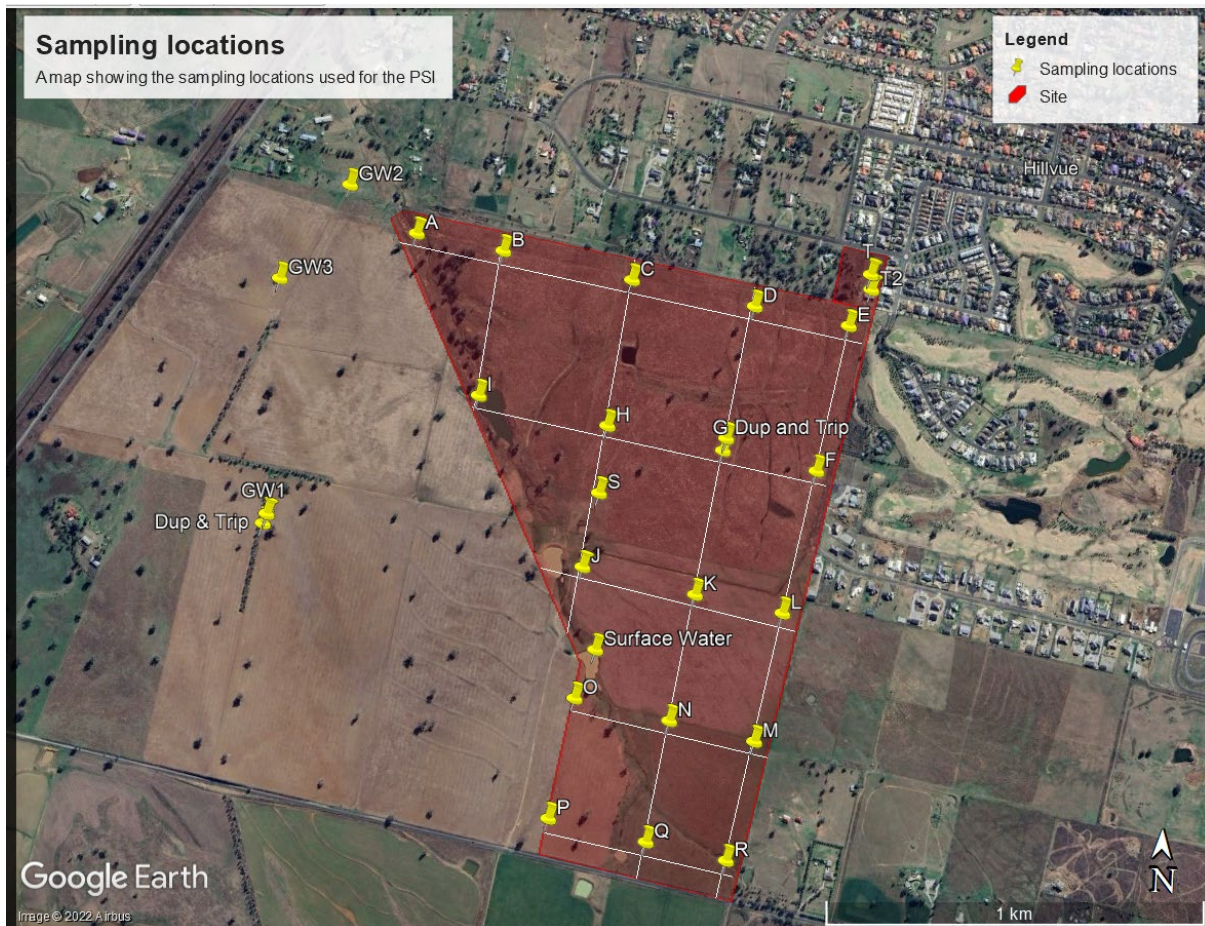 Sampling locations
A map showing the sampling locations used for the PSI
Legend
Sampling locations
Site
Hillvue
GW2
A
B
GW3
C
T
T2
D
E
I
H
G Dup and Trip
F
S
GW1
Dup & Trip
J
K
L
Surface Water
O
N
M
P
Q
R
Google Earth
N
Image © 2022 Airbus
1 km